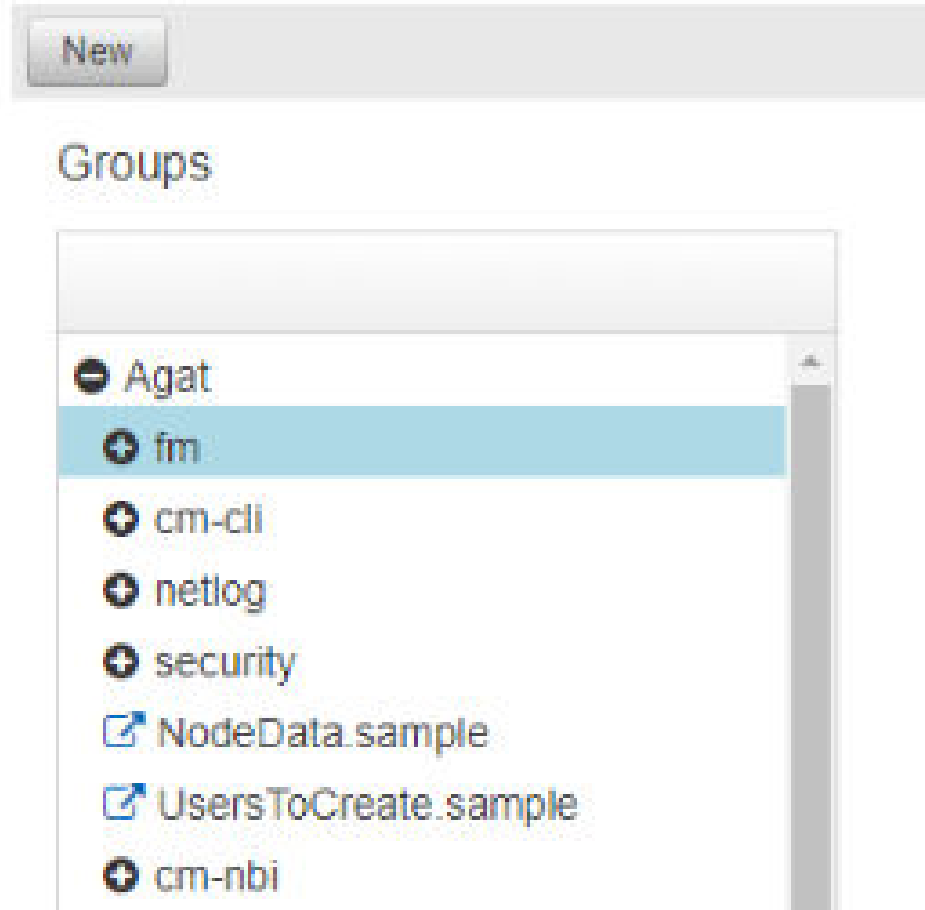 New
Groups
Agat
fm
cm-cli
netlog
security
NodeData.sample
UsersToCreate.sample
cm-nbi